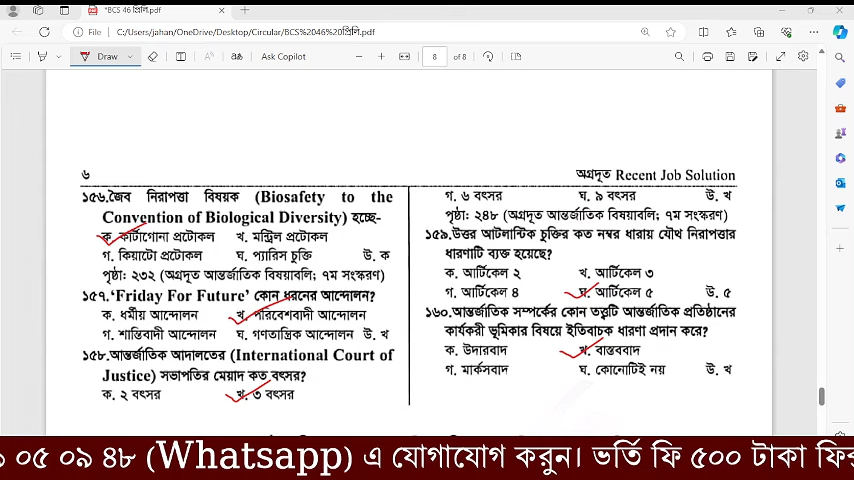 *BCS 46 প্রিলি.pdf
File
C:/Users/jahan/OneDrive/Desktop/Circular/BCS%2046%20প্রিলি.pdf
Draw
Ask Copilot
8
of 8
৬
অগ্রদূত Recent Job Solution
১৫৬.জৈব নিরাপত্তা বিষয়ক (Biosafety to the
Convention of Biological Diversity) হচ্ছে-
ক. কার্টাগোনা প্রটোকল খ. মন্ট্রিল প্রটোকল
গ. কিয়াটো প্রটোকল ঘ. প্যারিস চুক্তি উ. ক
পৃষ্ঠা: ২৩২ (অগ্রদূত আন্তর্জাতিক বিষয়াবলি; ৭ম সংস্করণ)
১৫৭.‘Friday For Future’ কোন ধরনের আন্দোলন?
ক. ধর্মীয় আন্দোলন খ. পরিবেশবাদী আন্দোলন
গ. শান্তিবাদী আন্দোলন ঘ. গণতান্ত্রিক আন্দোলন উ. খ
১৫৮.আন্তর্জাতিক আদালতের (International Court of
Justice) সভাপতির মেয়াদ কত বৎসর?
ক. ২ বৎসর খ. ৩ বৎসর
গ. ৬ বৎসর ঘ. ৯ বৎসর উ. খ
পৃষ্ঠা: ২৪৮ (অগ্রদূত আন্তর্জাতিক বিষয়াবলি; ৭ম সংস্করণ)
১৫৯.উত্তর আটলান্টিক চুক্তির কত নম্বর ধারায় যৌথ নিরাপত্তার
ধারণাটি ব্যক্ত হয়েছে?
ক. আর্টিকেল ২ খ. আর্টিকেল ৩
গ. আর্টিকেল ৪ ঘ. আর্টিকেল ৫ উ. ৫
১৬০.আন্তর্জাতিক সম্পর্কের কোন তত্ত্বটি আন্তর্জাতিক প্রতিষ্ঠানের
কার্যকরী ভূমিকার বিষয়ে ইতিবাচক ধারণা প্রদান করে?
ক. উদারবাদ খ. বাস্তববাদ
গ. মার্কসবাদ ঘ. কোনোটিই নয় উ. খ
১ ০৫ ০৯ ৪৮ (Whatsapp) এ যোগাযোগ করুন। ভর্তি ফি ৫০০ টাকা